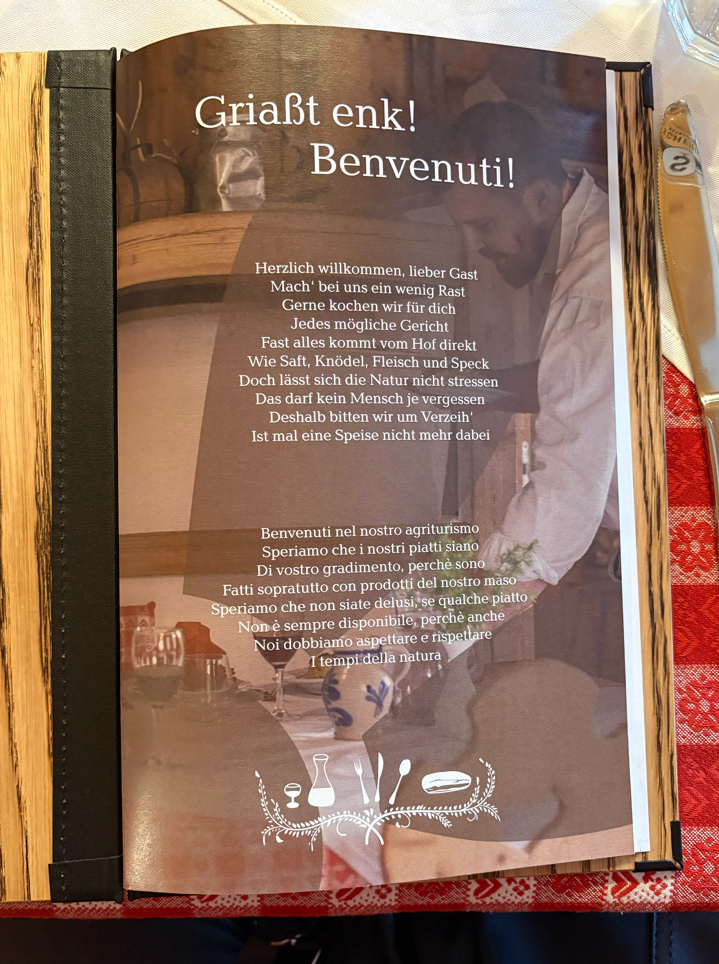 Griaßt enk!
Benvenuti!
Herzlich willkommen, lieber Gast
Mach' bei uns ein wenig Rast
Gerne kochen wir für dich
Jedes mögliche Gericht
Fast alles kommt vom Hof direkt
Wie Saft, Knödel, Fleisch und Speck
Doch lässt sich die Natur nicht stressen
Das darf kein Mensch je vergessen
Deshalb bitten wir um Verzeih'
Ist mal eine Speise nicht mehr dabei
Benvenuti nel nostro agriturismo
Speriamo che i nostri piatti siano
Di vostro gradimento, perchè sono
Fatti sopratutto con prodotti del nostro maso
Speriamo che non siate delusi, se qualche piatto
Non è sempre disponibile, perchè anche
Noi dobbiamo aspettare e rispettare
I tempi della natura